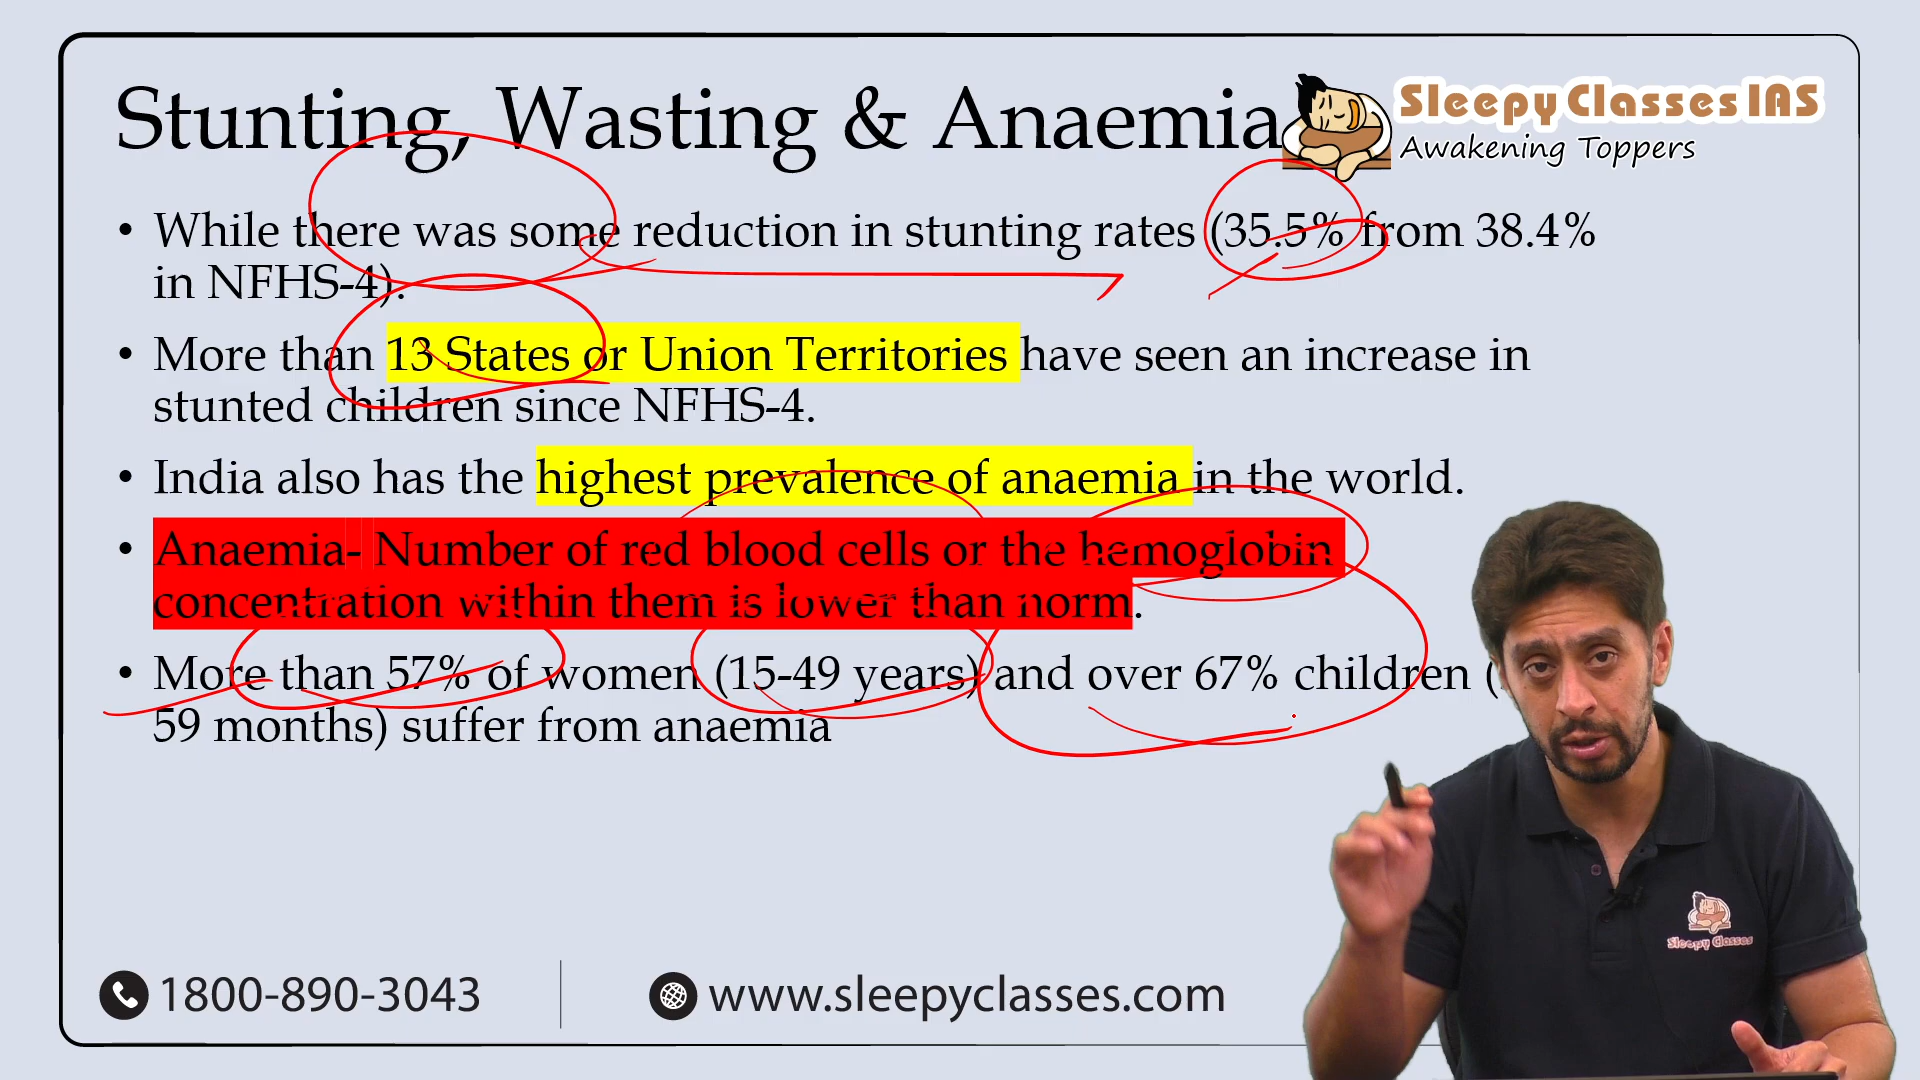 Stunting, Wasting & Anaemia
Sleepy Classes IAS
Awakening Toppers
• While there was some reduction in stunting rates (35.5% from 38.4%
in NFHS-4).
• More than 13 States or Union Territories have seen an increase in
stunted children since NFHS-4.
• India also has the highest prevalence of anaemia in the world.
• Anaemia- Number of red blood cells or the hemoglobin
concentration within them is lower than norm.
• More than 57% of women (15-49 years) and over 67% children (
59 months) suffer from anaemia
Sleepy Classes
1800-890-3043
www.sleepyclasses.com